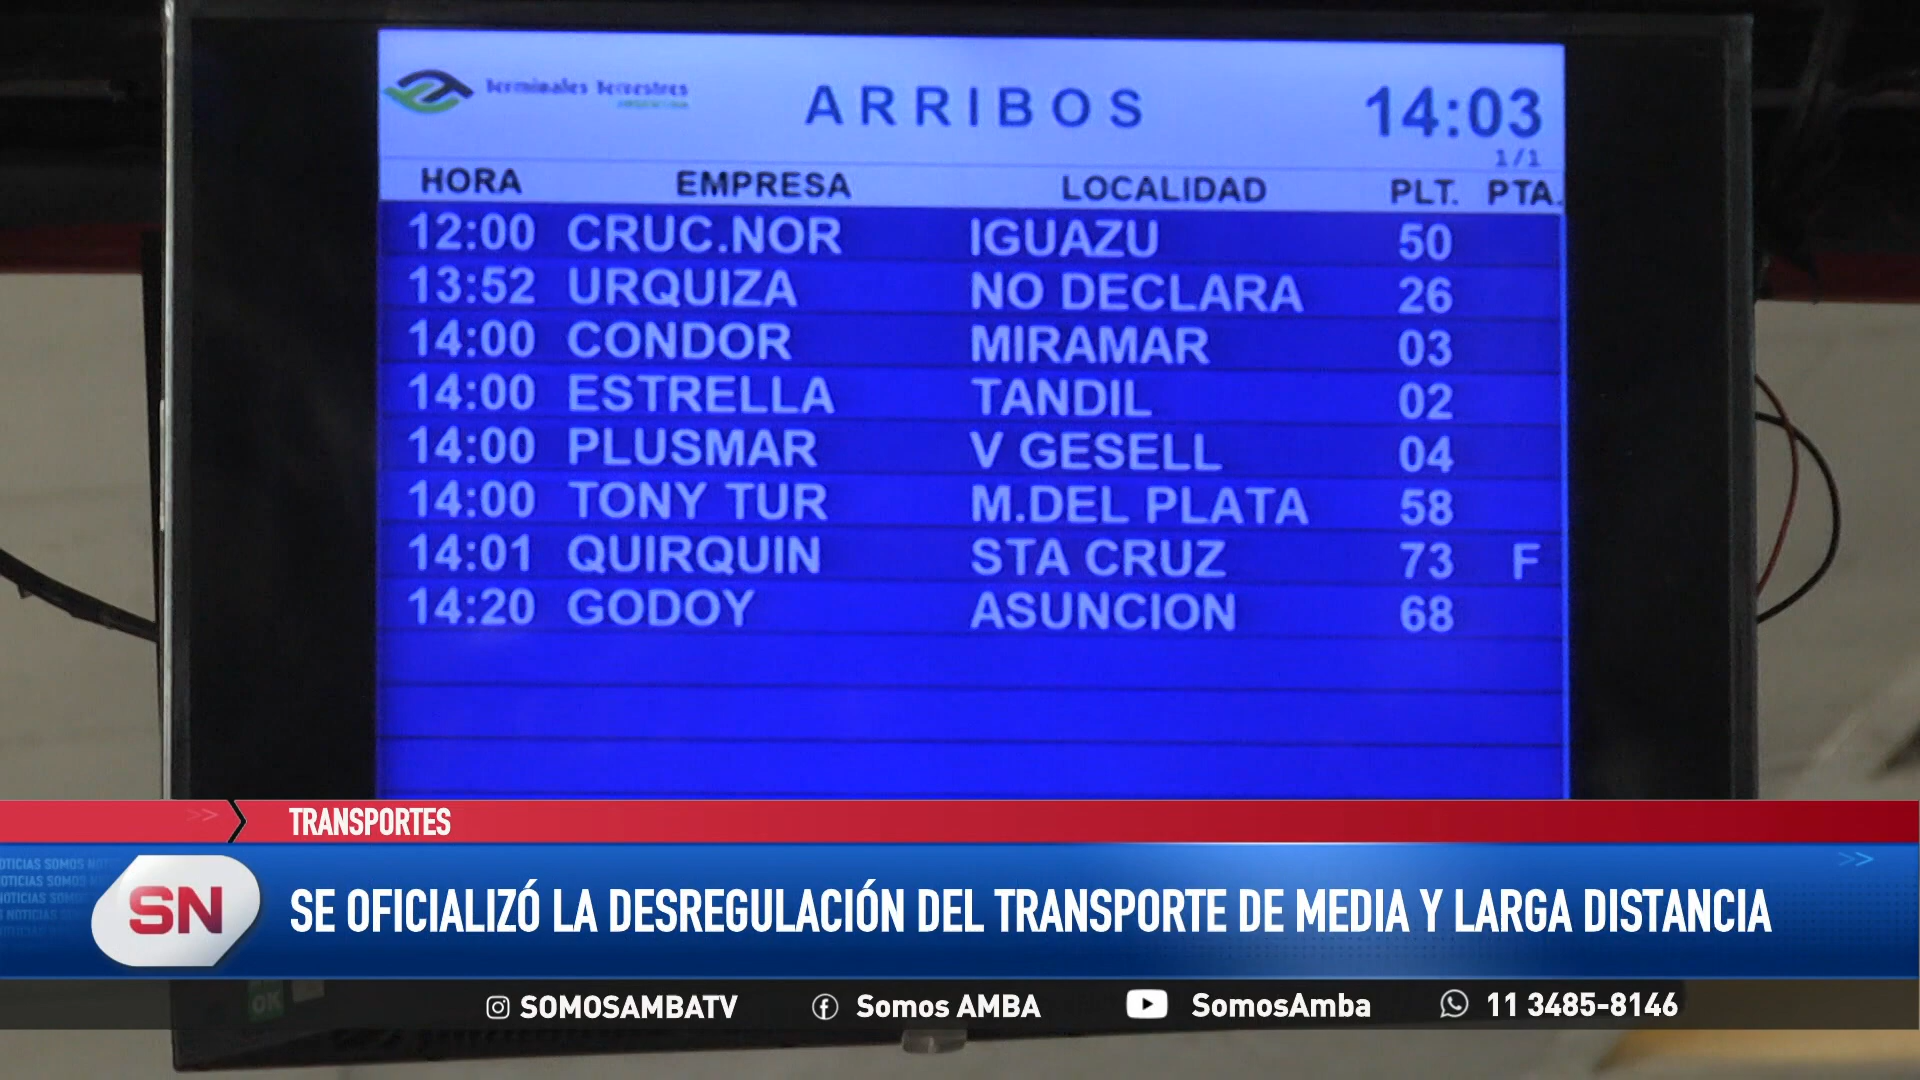 Terminales Terrestres
ARGENTINA
ARRIBOS
14:03
1/1
HORA EMPRESA LOCALIDAD PLT. PTA.
12:00 CRUC.NOR IGUAZU 50
13:52 URQUIZA NO DECLARA 26
14:00 CONDOR MIRAMAR 03
14:00 ESTRELLA TANDIL 02
14:00 PLUSMAR V GESELL 04
14:00 TONY TUR M.DEL PLATA 58
14:01 QUIRQUIN STA CRUZ 73 F
14:20 GODOY ASUNCION 68
>> TRANSPORTES
SN
SE OFICIALIZÓ LA DESREGULACIÓN DEL TRANSPORTE DE MEDIA Y LARGA DISTANCIA
>>
OK
SOMOSAMBATV Somos AMBA SomosAmba 11 3485-8146